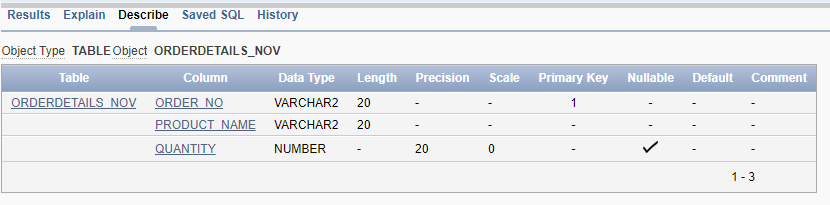 Results Explain Describe Saved SQL History
Object Type TABLE Object ORDERDETAILS_NOV
Table Column Data Type Length Precision Scale Primary Key Nullable Default Comment
ORDERDETAILS_NOV ORDER_NO VARCHAR2 20 - - 1 - - -
PRODUCT_NAME VARCHAR2 20 - - - - - -
QUANTITY NUMBER - 20 0 - ✓ - -
1 - 3